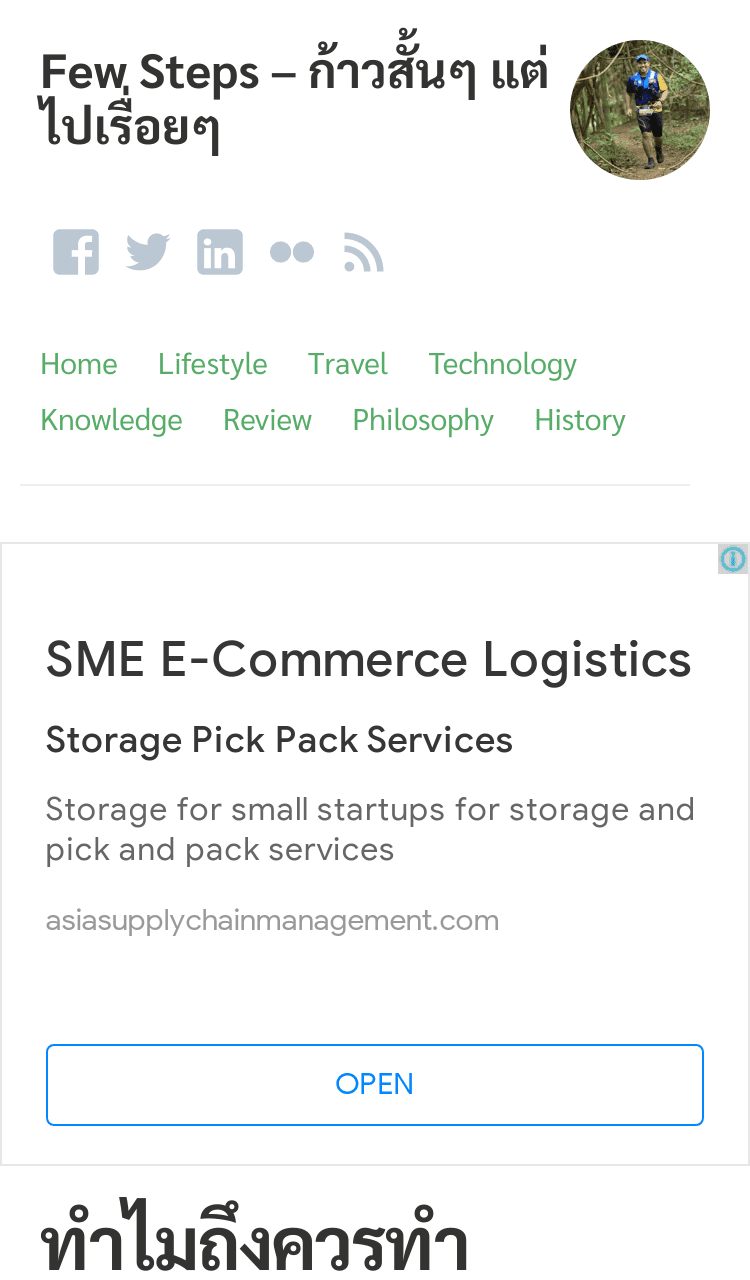 Few Steps – ก้าวสั้นๆ แต่
ไปเรื่อยๆ
Home Lifestyle Travel Technology
Knowledge Review Philosophy History
SME E-Commerce Logistics
Storage Pick Pack Services
Storage for small startups for storage and
pick and pack services
asiasupplychainmanagement.com
OPEN
ทำไมถึงควรทำ